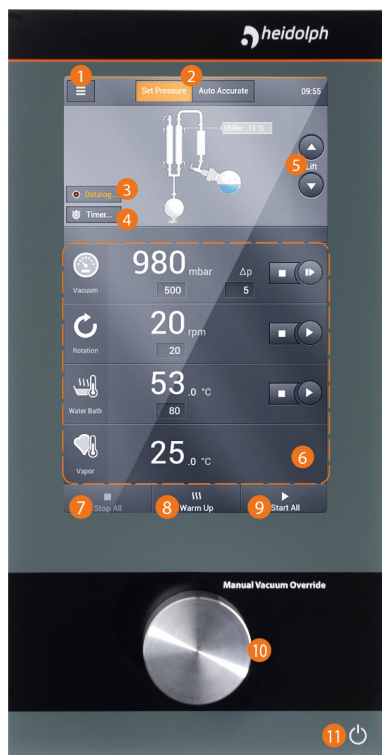 heidolph
1
2
Set Pressure Auto Accurate 09:55
Chiller: 15 °C
5 Lift
Datalog... 3
Timer... 4
980 mbar Δp
Vacuum 500 5
20 rpm
Rotation 20
53.0 °C
Water Bath 80
25.0 °C
Vapor 6
7 Stop All 8 Warm Up 9 Start All
Manual Vacuum Override
10
11